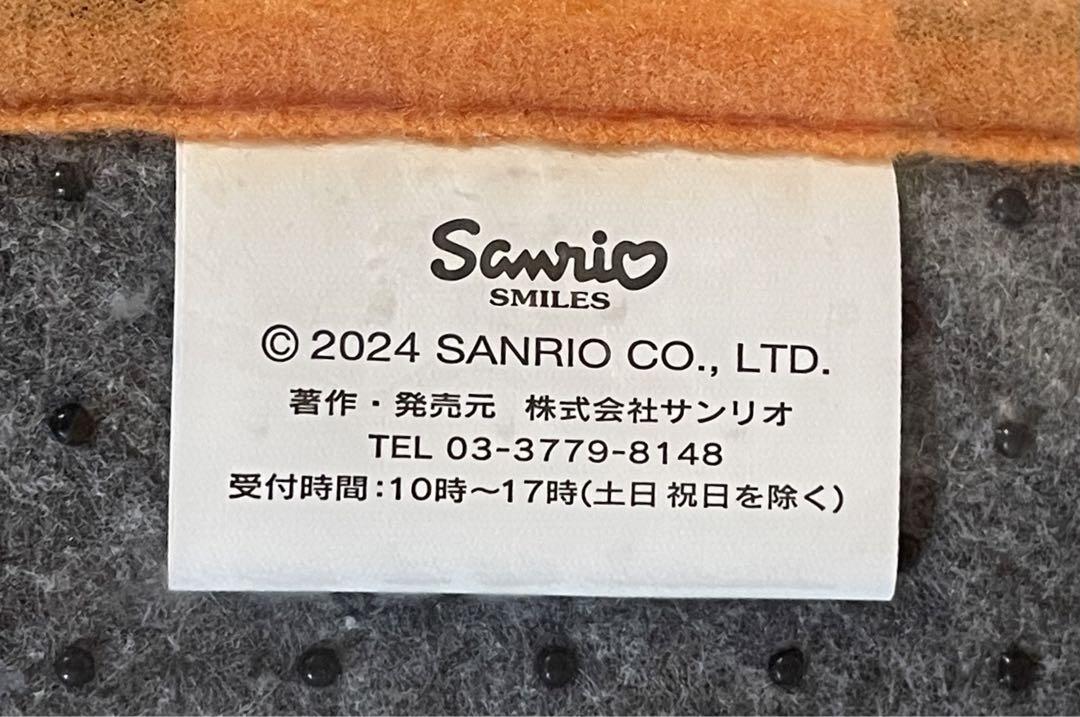 Sanrio
SMILES
© 2024 SANRIO CO., LTD.
著作・発売元 株式会社サンリオ
TEL 03-3779-8148
受付時間:10時～17時(土日 祝日を除く)